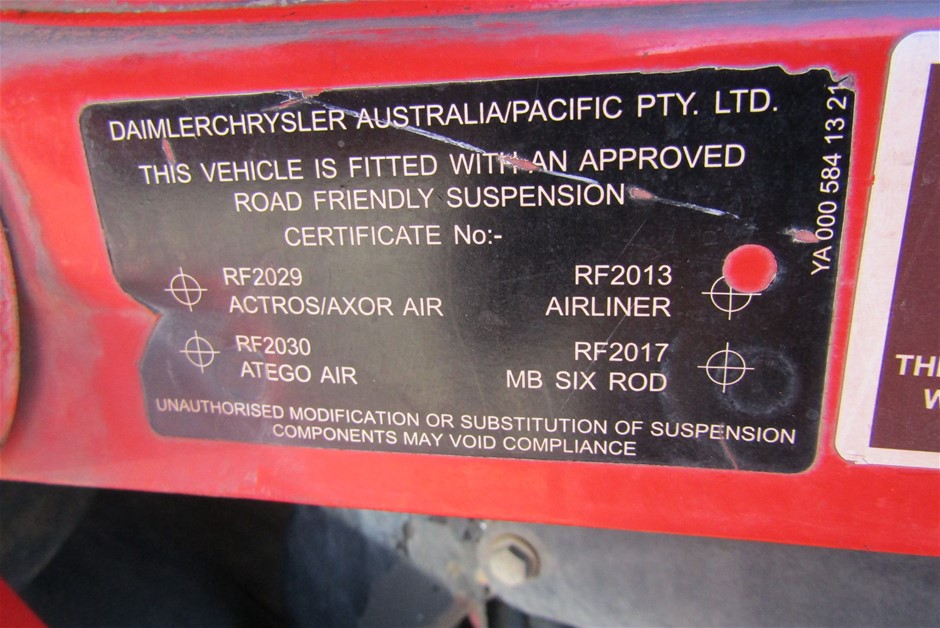 DAIMLERCHRYSLER AUSTRALIA/PACIFIC PTY. LTD.
THIS VEHICLE IS FITTED WITH AN APPROVED
ROAD FRIENDLY SUSPENSION
CERTIFICATE No:-
RF2029
ACTROS/AXOR AIR
RF2013
AIRLINER
RF2030
ATEGO AIR
RF2017
MB SIX ROD
UNAUTHORISED MODIFICATION OR SUBSTITUTION OF SUSPENSION
COMPONENTS MAY VOID COMPLIANCE
YA 000 584 13 21